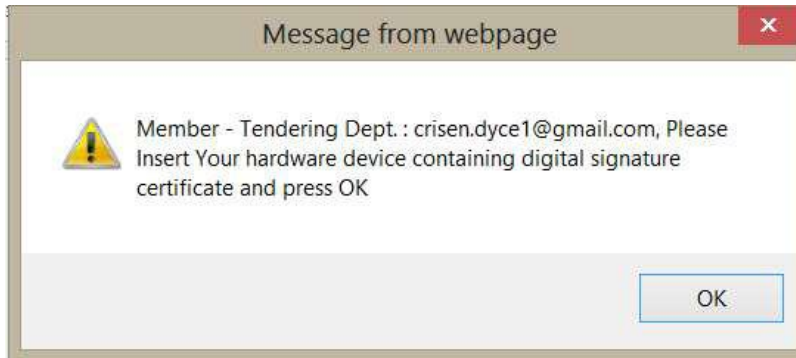 Message from webpage
Member - Tendering Dept. : crisen.dyce1@gmail.com, Please
Insert Your hardware device containing digital signature
certificate and press OK
OK